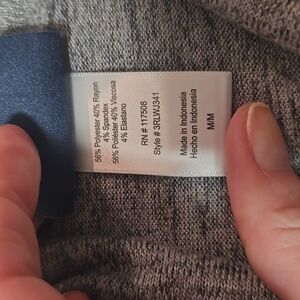 56% Polyester 40% Rayon
4% Spandex
56% Poliéster 40% Viscosa
4% Elastano
RN # 117508
Style # 3RLWJ341
Made in Indonesia
Hecho en Indonesia
M/M